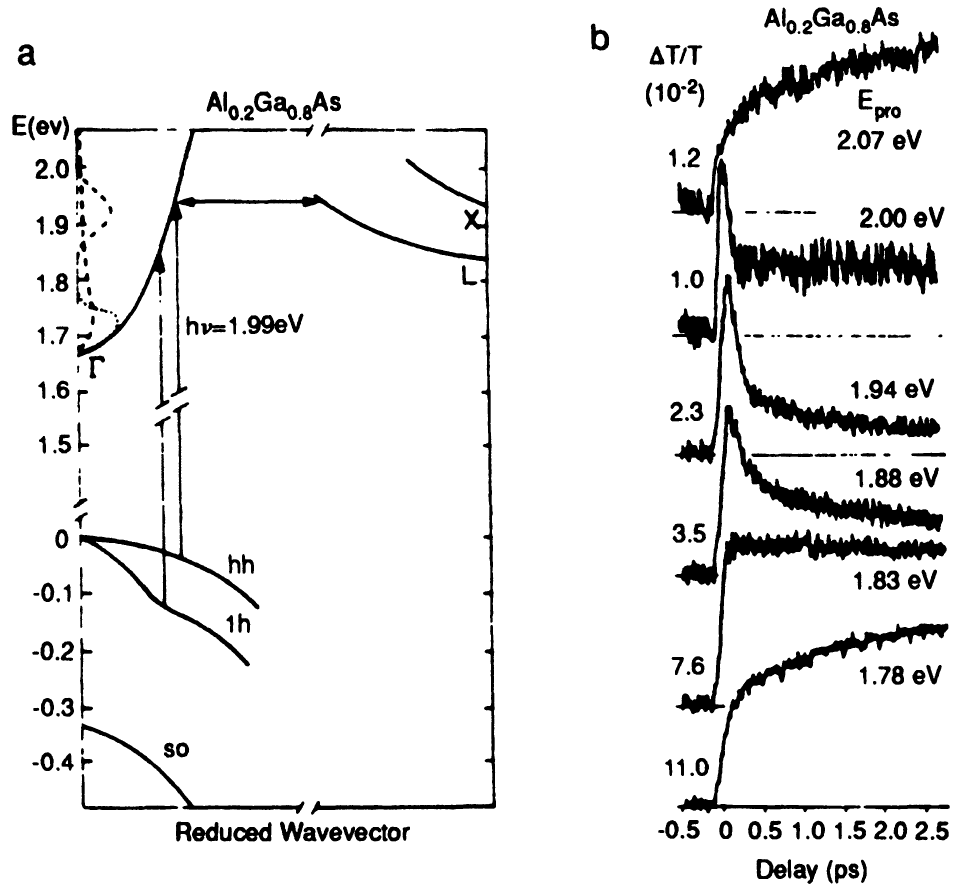 a
Al0.2Ga0.8As
E(ev)
2.0
1.9
1.8
1.7
1.6
1.5
0
-0.1
-0.2
-0.3
-0.4
Γ
hν=1.99eV
X
L
hh
1h
so
Reduced Wavevector
b
Al0.2Ga0.8As
ΔT/T
(10-2)
Epro
2.07 eV
1.2
2.00 eV
1.0
1.94 eV
2.3
1.88 eV
3.5
1.83 eV
7.6
1.78 eV
11.0
-0.5 0 0.5 1.0 1.5 2.0 2.5
Delay (ps)